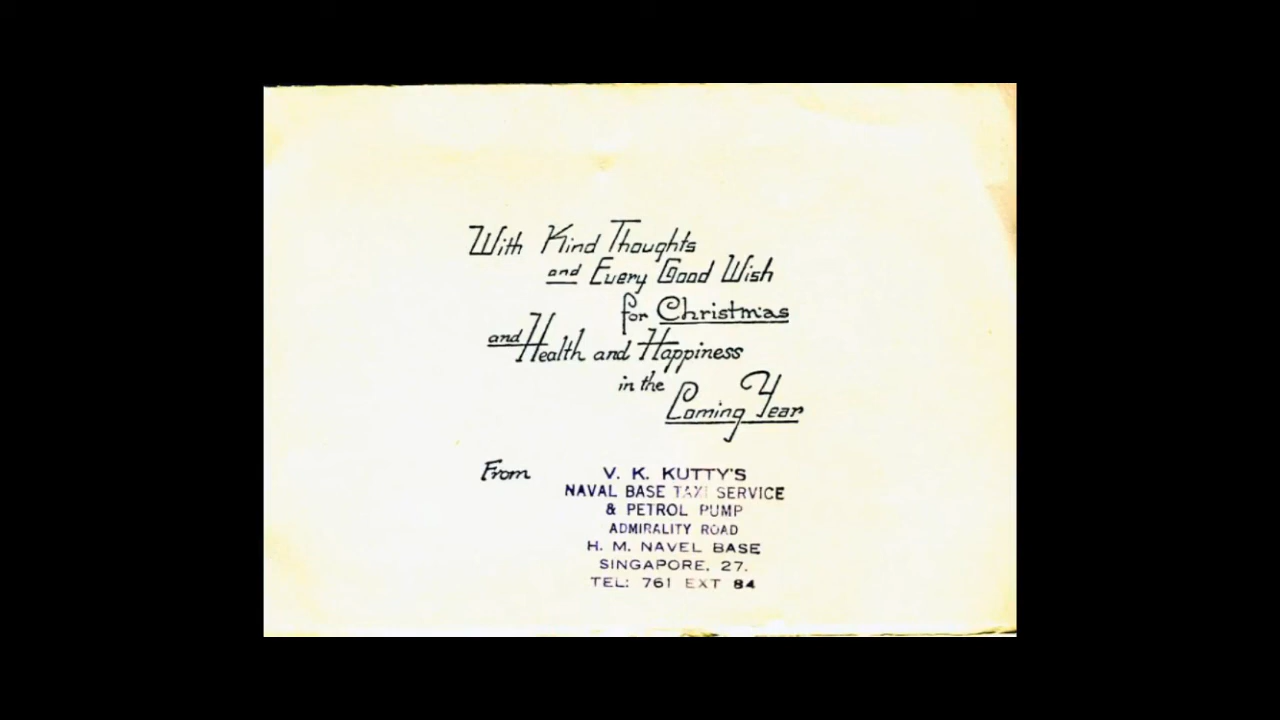 With Kind Thoughts
and Every Good Wish
for Christmas
and Health and Happiness
in the
Coming Year
From
V. K. KUTTY'S
NAVAL BASE TAXI SERVICE
& PETROL PUMP
ADMIRALITY ROAD
H. M. NAVEL BASE
SINGAPORE. 27.
TEL: 761 EXT 84